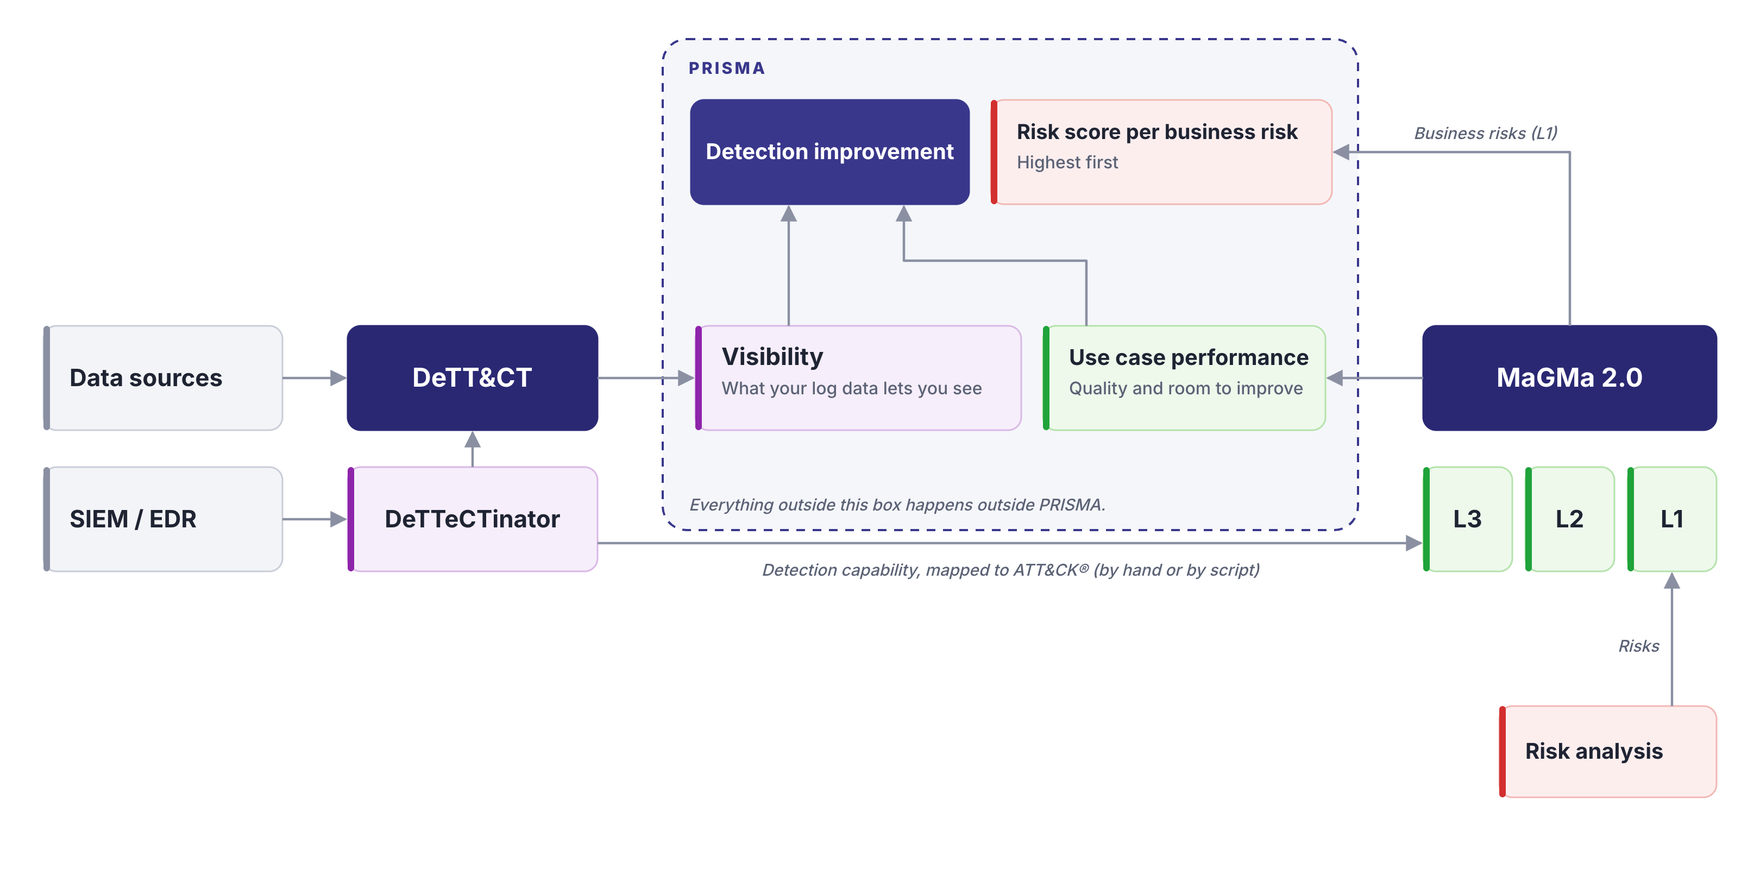 PRISMA
Detection improvement
Risk score per business risk
Highest first
Business risks (L1)
Data sources
DeTT&CT
Visibility
What your log data lets you see
Use case performance
Quality and room to improve
MaGMa 2.0
SIEM / EDR
DeTTeCTinator
Everything outside this box happens outside PRISMA.
L3
L2
L1
Detection capability, mapped to ATT&CK® (by hand or by script)
Risks
Risk analysis